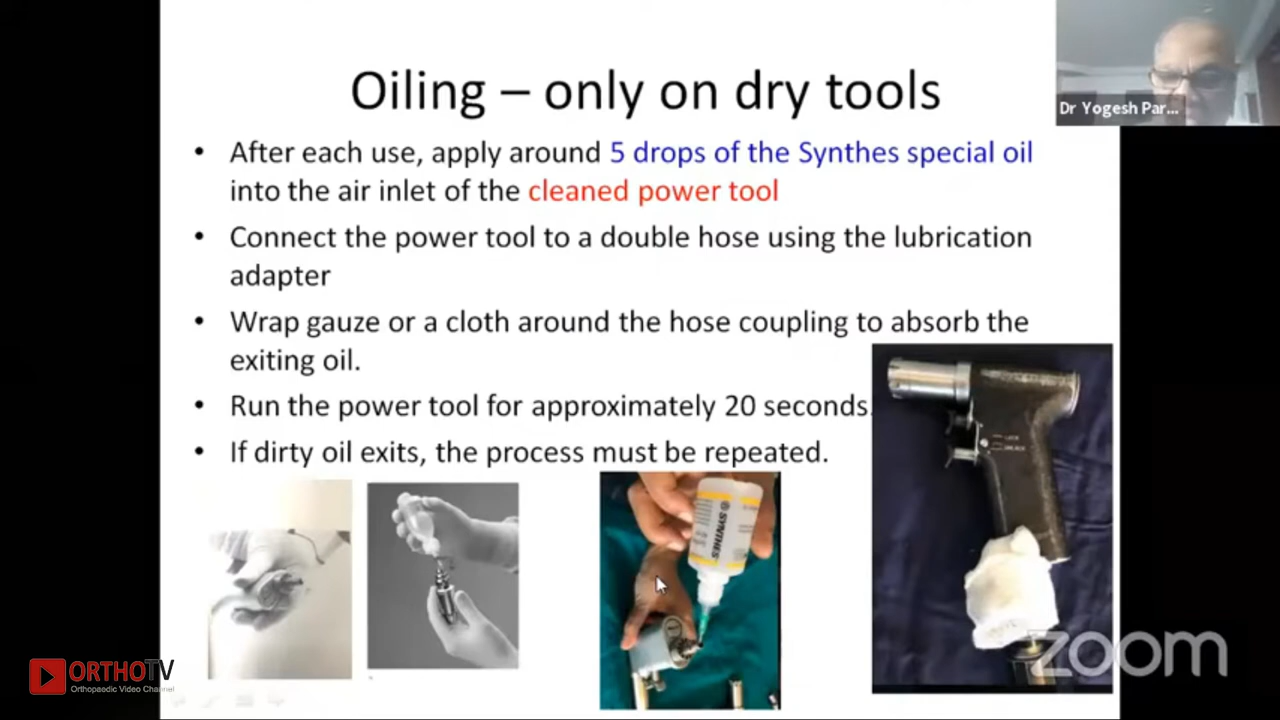 Oiling – only on dry tools
Dr Yogesh Par...
• After each use, apply around 5 drops of the Synthes special oil
into the air inlet of the cleaned power tool
• Connect the power tool to a double hose using the lubrication
adapter
• Wrap gauze or a cloth around the hose coupling to absorb the
exiting oil.
• Run the power tool for approximately 20 seconds.
• If dirty oil exits, the process must be repeated.
SYNTHES
ORTHOTV
Orthopaedic Video Channel
zoom